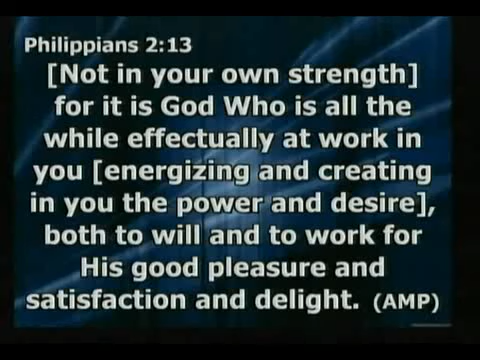 Philippians 2:13
[Not in your own strength]
for it is God Who is all the
while effectually at work in
you [energizing and creating
in you the power and desire],
both to will and to work for
His good pleasure and
satisfaction and delight. (AMP)